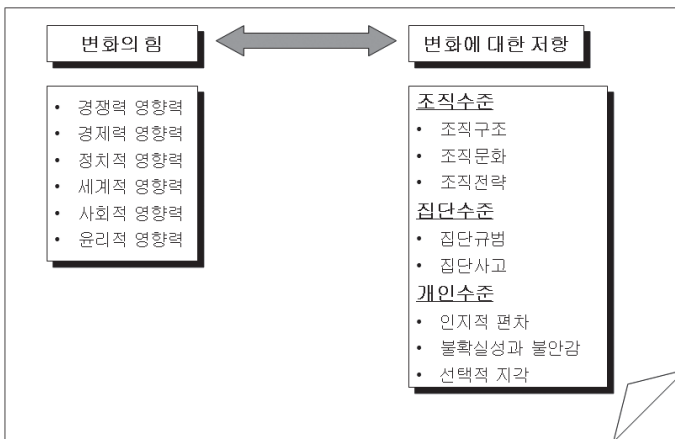 변화의 힘
변화에 대한 저항
• 경쟁력 영향력
• 경제력 영향력
• 정치적 영향력
• 세계적 영향력
• 사회적 영향력
• 윤리적 영향력
조직수준
• 조직구조
• 조직문화
• 조직전략
집단수준
• 집단규범
• 집단사고
개인수준
• 인지적 편차
• 불확실성과 불안감
• 선택적 지각